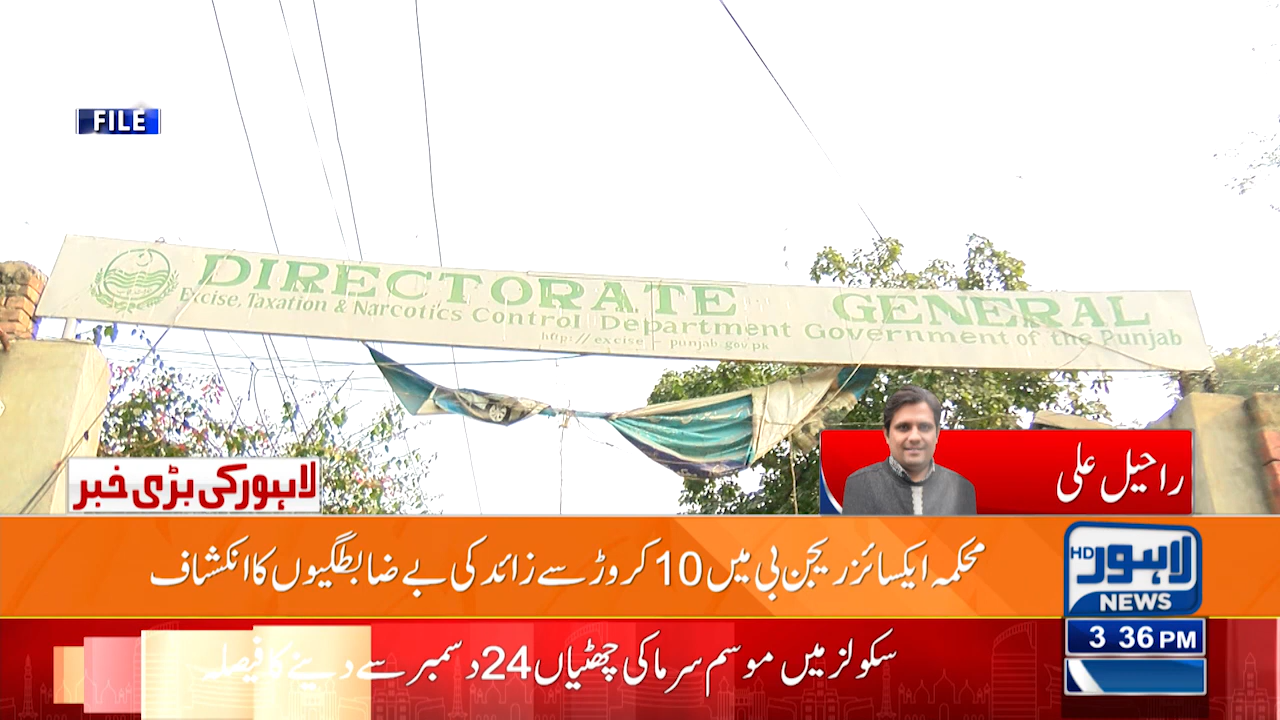 FILE
DIRECTORATE GENERAL
Excise, Taxation & Narcotics Control Department Government of the Punjab
http://excise - punjab.gov.pk
لاہور کی بڑی خبر
راحیل علی
محکمہ ایکسائز ریجن بی میں 10 کروڑ سے زائد کی بے ضابطگیوں کا انکشاف
HD لاہور
NEWS
3 36 PM
سکولز میں موسم سرما کی چھٹیاں 24 دسمبر سے دینے کا فیصلہ